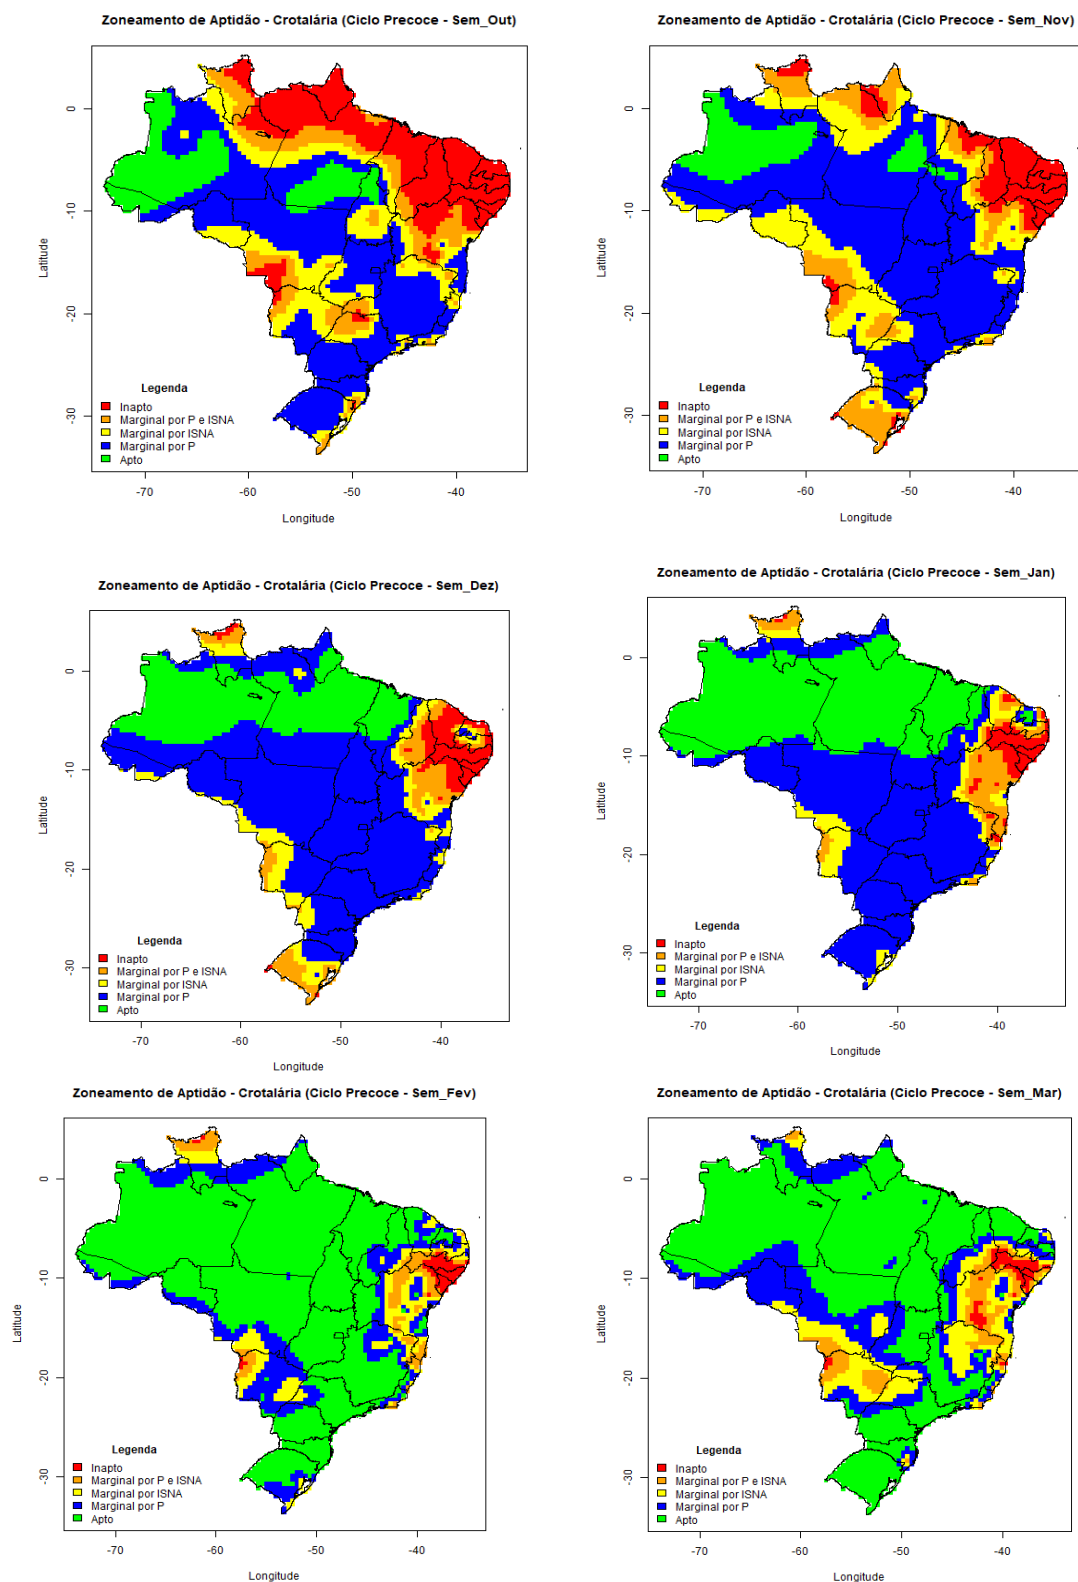 Zoneamento de Aptidão - Crotalária (Ciclo Precoce - Sem_Out)
Latitude
0
-10
-20
-30
Legenda
Inapto
Marginal por P e ISNA
Marginal por ISNA
Marginal por P
Apto
-70 -60 -50 -40
Longitude
Zoneamento de Aptidão - Crotalária (Ciclo Precoce - Sem_Nov)
Latitude
0
-10
-20
-30
Legenda
Inapto
Marginal por P e ISNA
Marginal por ISNA
Marginal por P
Apto
-70 -60 -50 -40
Longitude
Zoneamento de Aptidão - Crotalária (Ciclo Precoce - Sem_Dez)
Latitude
0
-10
-20
-30
Legenda
Inapto
Marginal por P e ISNA
Marginal por ISNA
Marginal por P
Apto
-70 -60 -50 -40
Longitude
Zoneamento de Aptidão - Crotalária (Ciclo Precoce - Sem_Jan)
Latitude
0
-10
-20
-30
Legenda
Inapto
Marginal por P e ISNA
Marginal por ISNA
Marginal por P
Apto
-70 -60 -50 -40
Longitude
Zoneamento de Aptidão - Crotalária (Ciclo Precoce - Sem_Fev)
Latitude
0
-10
-20
-30
Legenda
Inapto
Marginal por P e ISNA
Marginal por ISNA
Marginal por P
Apto
-70 -60 -50 -40
Longitude
Zoneamento de Aptidão - Crotalária (Ciclo Precoce - Sem_Mar)
Latitude
0
-10
-20
-30
Legenda
Inapto
Marginal por P e ISNA
Marginal por ISNA
Marginal por P
Apto
-70 -60 -50 -40
Longitude